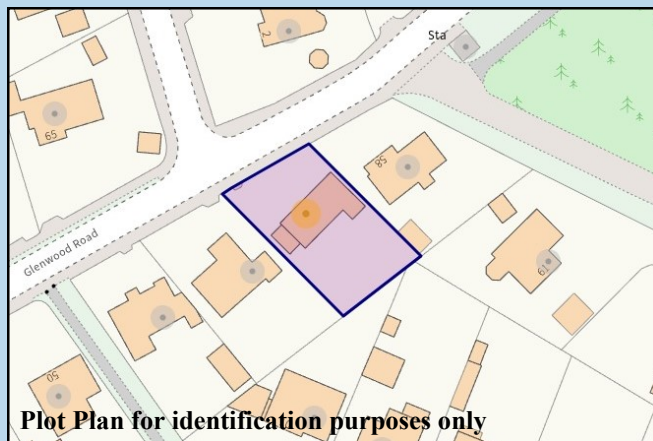 2
Sta
65
58
Glenwood Road
61
50
Plot Plan for identification purposes only